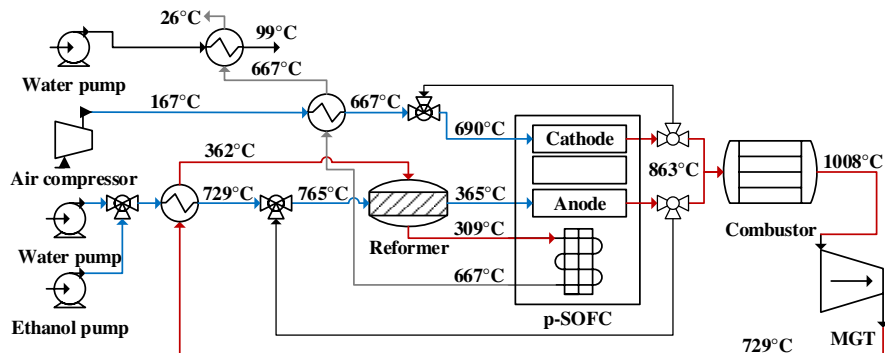 26°C
99°C
Water pump
667°C
167°C
667°C
690°C
Cathode
Air compressor
362°C
863°C
1008°C
729°C
765°C
365°C
Anode
Water pump
Reformer
309°C
Combustor
667°C
Ethanol pump
p-SOFC
729°C
MGT